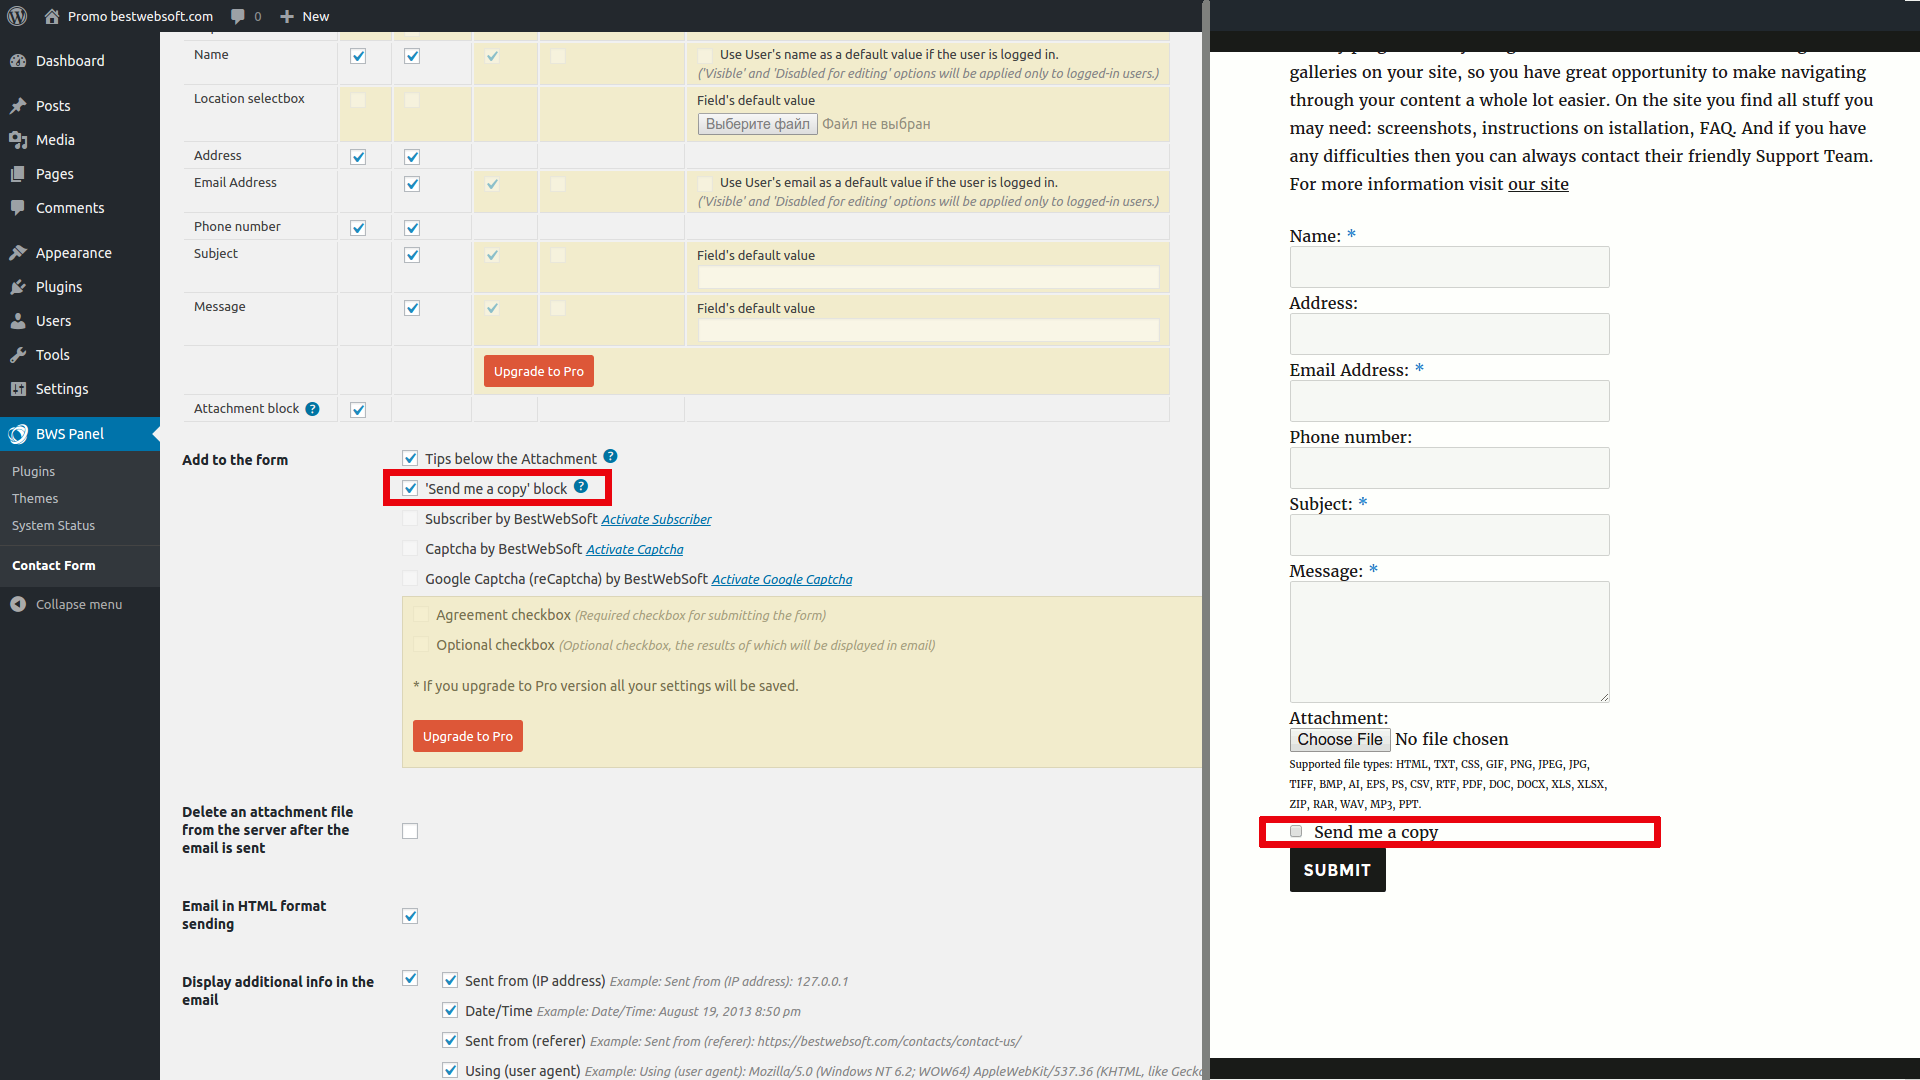 Promo bestwebsoft.com 0 New
Dashboard
Posts
Media
Pages
Comments
Appearance
Plugins
Users
Tools
Settings
BWS Panel
Plugins
Themes
System Status
Contact Form
Collapse menu
Name Use User's name as a default value if the user is logged in.
('Visible' and 'Disabled for editing' options will be applied only to logged-in users.)
Location selectbox Field's default value
Выберите файл Файл не выбран
Address
Email Address Use User's email as a default value if the user is logged in.
('Visible' and 'Disabled for editing' options will be applied only to logged-in users.)
Phone number
Subject Field's default value
Message Field's default value
Upgrade to Pro
Attachment block ?
Add to the form
Tips below the Attachment ?
'Send me a copy' block ?
Subscriber by BestWebSoft Activate Subscriber
Captcha by BestWebSoft Activate Captcha
Google Captcha (reCaptcha) by BestWebSoft Activate Google Captcha
Agreement checkbox (Required checkbox for submitting the form)
Optional checkbox (Optional checkbox, the results of which will be displayed in email)
* If you upgrade to Pro version all your settings will be saved.
Upgrade to Pro
Delete an attachment file
from the server after the
email is sent
Email in HTML format
sending
Display additional info in the
email
Sent from (IP address) Example: Sent from (IP address): 127.0.0.1
Date/Time Example: Date/Time: August 19, 2013 8:50 pm
Sent from (referer) Example: Sent from (referer): https://bestwebsoft.com/contacts/contact-us/
Using (user agent) Example: Using (user agent): Mozilla/5.0 (Windows NT 6.2; WOW64) AppleWebKit/537.36 (KHTML, like Gecko
galleries on your site, so you have great opportunity to make navigating
through your content a whole lot easier. On the site you find all stuff you
may need: screenshots, instructions on istallation, FAQ. And if you have
any difficulties then you can always contact their friendly Support Team.
For more information visit our site
Name: *
Address:
Email Address: *
Phone number:
Subject: *
Message: *
Attachment:
Choose File No file chosen
Supported file types: HTML, TXT, CSS, GIF, PNG, JPEG, JPG,
TIFF, BMP, AI, EPS, PS, CSV, RTF, PDF, DOC, DOCX, XLS, XLSX,
ZIP, RAR, WAV, MP3, PPT.
Send me a copy
SUBMIT